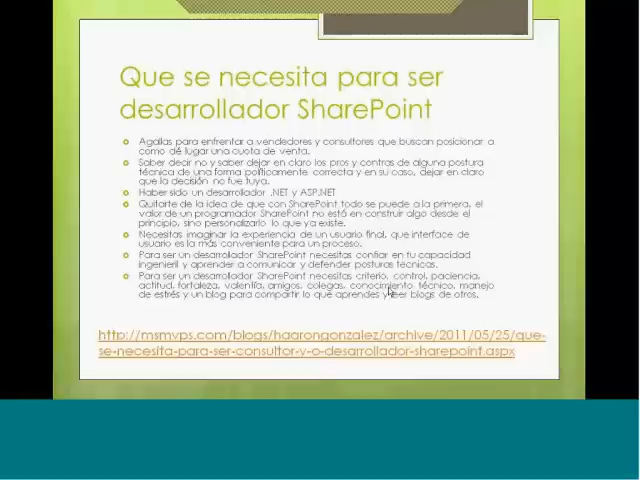 Que se necesita para ser
desarrollador SharePoint
Agallas para enfrentar a vendedores y consultores que buscan posicionar a
como dé lugar una cuota de venta.
Saber decir no y saber dejar en claro los pros y contras de alguna postura
técnica de una forma políticamente correcta y en su caso, dejar en claro
que la decisión no fue tuya.
Haber sido un desarrollador .NET y ASP.NET
Quitarte de la idea de que con SharePoint todo se puede a la primera, el
valor de un programador SharePoint no está en construir algo desde el
principio, sino personalizarlo lo que ya existe.
Necesitas imaginar la experiencia de un usuario final, que interface de
usuario es la más conveniente para un proceso.
Para ser un desarrollador SharePoint necesitas confiar en tu capacidad
ingenieril y aprender a comunicar y defender posturas técnicas.
Para ser un desarrollador SharePoint necesitas criterio, control, paciencia,
actitud, fortaleza, valentía, amigos, colegas, conocimiento técnico, manejo
de estrés y un blog para compartir lo que aprendes y leer blogs de otros.
http://msmvps.com/blogs/haarongonzalez/archive/2011/05/25/que-
se-necesita-para-ser-consultor-y-o-desarrollador-sharepoint.aspx